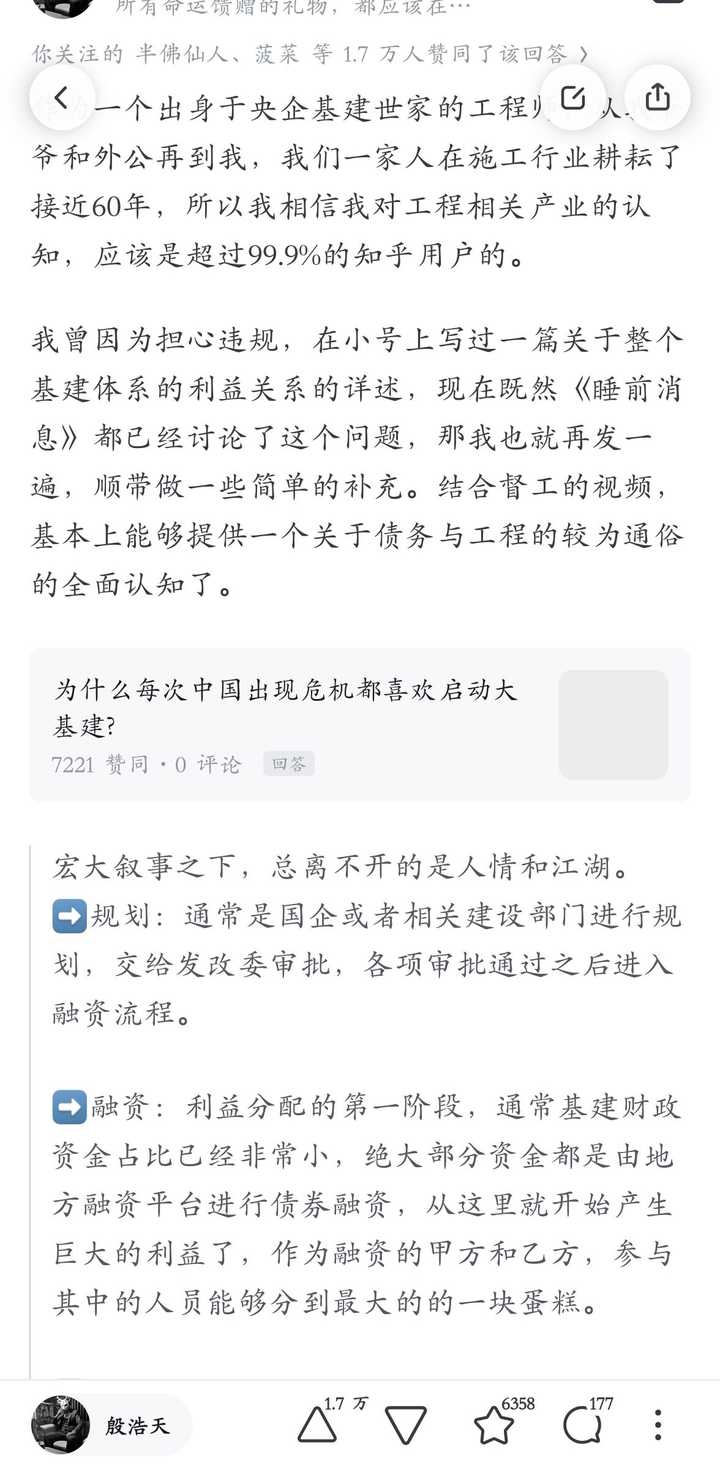 所有命运馈赠的礼物，都应该在…
你关注的 半佛仙人、菠菜 等 1.7 万人赞同了该回答 〉
一个出身于央企基建世家的工程师
爷和外公再到我，我们一家人在施工行业耕耘了
接近60年，所以我相信我对工程相关产业的认
知，应该是超过99.9%的知乎用户的。
我曾因为担心违规，在小号上写过一篇关于整个
基建体系的利益关系的详述，现在既然《睡前消
息》都已经讨论了这个问题，那我也就再发一
遍，顺带做一些简单的补充。结合督工的视频，
基本上能够提供一个关于债务与工程的较为通俗
的全面认知了。
为什么每次中国出现危机都喜欢启动大
基建?
7221 赞同 · 0 评论 回答
宏大叙事之下，总离不开的是人情和江湖。
➡规划：通常是国企或者相关建设部门进行规
划，交给发改委审批，各项审批通过之后进入
融资流程。
➡融资：利益分配的第一阶段，通常基建财政
资金占比已经非常小，绝大部分资金都是由地
方融资平台进行债券融资，从这里就开始产生
巨大的利益了，作为融资的甲方和乙方，参与
其中的人员能够分到最大的的一块蛋糕。
殷浩天 1.7 万 6358 177